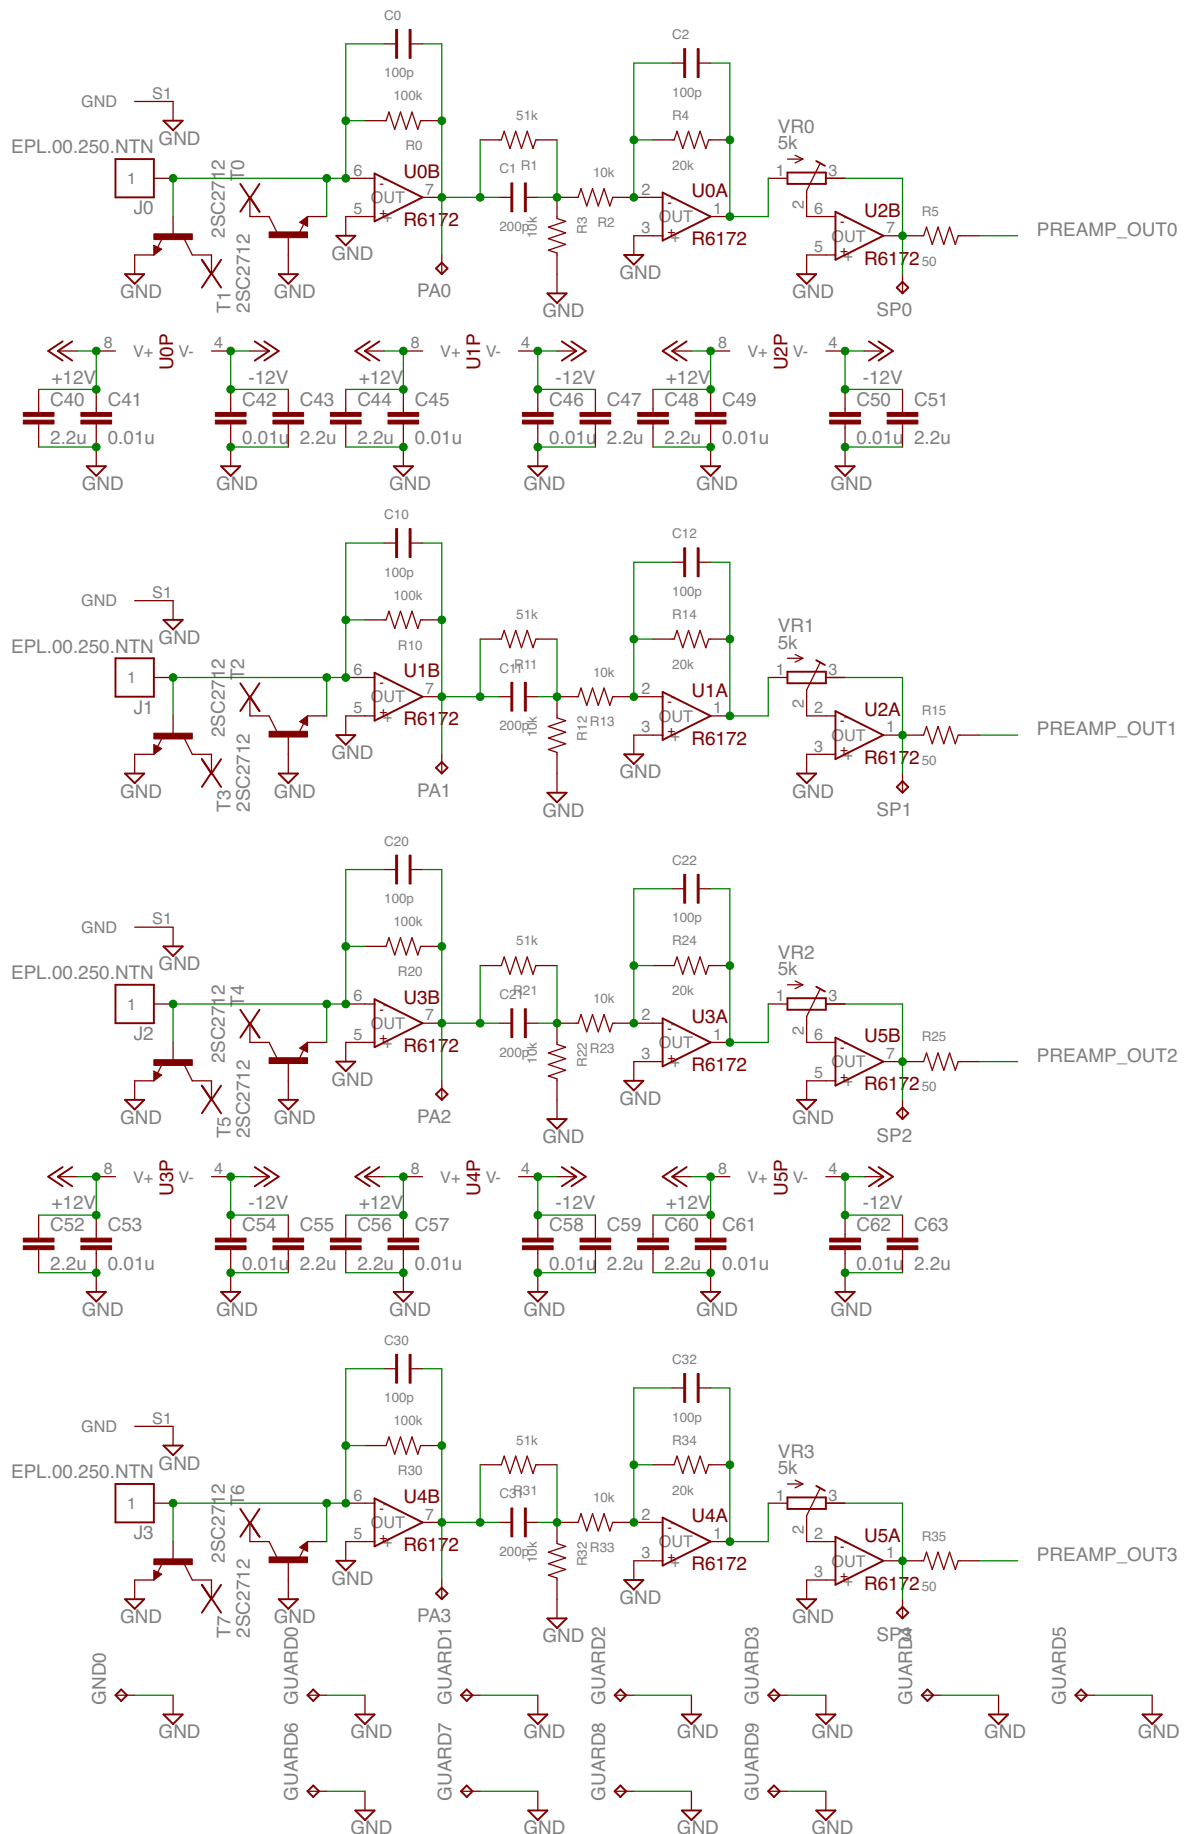 C0
100p
100k
R0
GND S1
GND
EPL.00.250.NTN
1
J0
2SC2712 T0
T1
2SC2712
GND
GND
6
5
- OUT +
7
U0B
R6172
GND
PA0
51k
R1
C1
200p
10k
R3
10k
R2
GND
C2
100p
R4
20k
2
3
- OUT +
1
U0A
R6172
GND
VR0
5k
1
3
2
6
5
- OUT +
7
U2B
R6172
GND
SP0
R5
50
PREAMP_OUT0
8 V+ U0P V- 4
+12V
-12V
C40 C41 C42 C43
2.2u 0.01u 0.01u 2.2u
GND GND
8 V+ U1P V- 4
+12V
-12V
C44 C45 C46 C47
2.2u 0.01u 0.01u 2.2u
GND GND
8 V+ U2P V- 4
+12V
-12V
C48 C49 C50 C51
2.2u 0.01u 0.01u 2.2u
GND GND
C10
100p
100k
R10
GND S1
GND
EPL.00.250.NTN
1
J1
2SC2712 T2
T3
2SC2712
GND
GND
6
5
- OUT +
7
U1B
R6172
GND
PA1
51k
R11
C11
200p
10k
R12
10k
R13
GND
C12
100p
R14
20k
2
3
- OUT +
1
U1A
R6172
GND
VR1
5k
1
3
2
2
3
- OUT +
1
U2A
R6172
GND
SP1
R15
50
PREAMP_OUT1
C20
100p
100k
R20
GND S1
GND
EPL.00.250.NTN
1
J2
2SC2712 T4
T5
2SC2712
GND
GND
6
5
- OUT +
7
U3B
R6172
GND
PA2
51k
R21
C21
200p
10k
R22
10k
R23
GND
C22
100p
R24
20k
2
3
- OUT +
1
U3A
R6172
GND
VR2
5k
1
3
2
6
5
- OUT +
7
U5B
R6172
GND
SP2
R25
50
PREAMP_OUT2
8 V+ U3P V- 4
+12V
-12V
C52 C53 C54 C55
2.2u 0.01u 0.01u 2.2u
GND GND
8 V+ U4P V- 4
+12V
-12V
C56 C57 C58 C59
2.2u 0.01u 0.01u 2.2u
GND GND
8 V+ U5P V- 4
+12V
-12V
C60 C61 C62 C63
2.2u 0.01u 0.01u 2.2u
GND GND
C30
100p
100k
R30
GND S1
GND
EPL.00.250.NTN
1
J3
2SC2712 T6
T7
2SC2712
GND
GND
6
5
- OUT +
7
U4B
R6172
GND
PA3
51k
R31
C31
200p
10k
R32
10k
R33
GND
C32
100p
R34
20k
2
3
- OUT +
1
U4A
R6172
GND
VR3
5k
1
3
2
2
3
- OUT +
1
U5A
R6172
GND
SP3
R35
50
PREAMP_OUT3
GND0 GUARD0 GUARD1 GUARD2 GUARD3 GUARD4 GUARD5
GND GND GND GND GND GND GND
GUARD6 GUARD7 GUARD8 GUARD9
GND GND GND GND